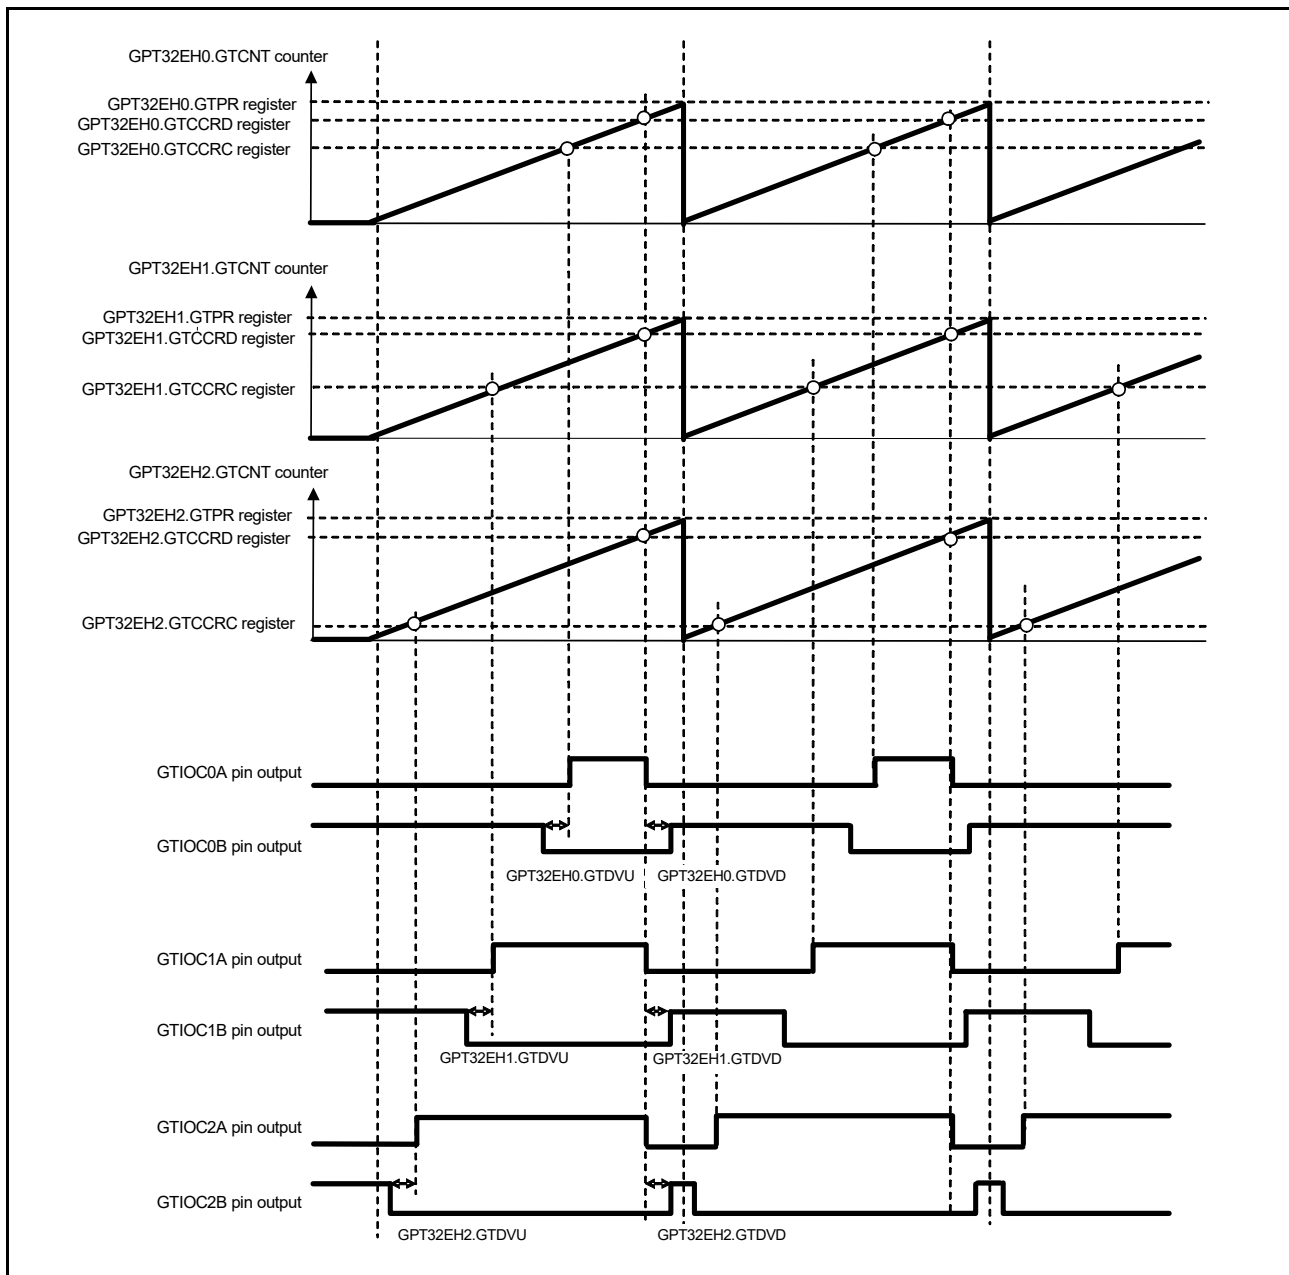 GPT32EH0.GTCNT counter
GPT32EH0.GTPR register
GPT32EH0.GTCCRD register
GPT32EH0.GTCCRC register
GPT32EH1.GTCNT counter
GPT32EH1.GTPR register
GPT32EH1.GTCCRD register
GPT32EH1.GTCCRC register
GPT32EH2.GTCNT counter
GPT32EH2.GTPR register
GPT32EH2.GTCCRD register
GPT32EH2.GTCCRC register
GTIOC0A pin output
GTIOC0B pin output
GPT32EH0.GTDVU GPT32EH0.GTDVD
GTIOC1A pin output
GTIOC1B pin output
GPT32EH1.GTDVU GPT32EH1.GTDVD
GTIOC2A pin output
GTIOC2B pin output
GPT32EH2.GTDVU GPT32EH2.GTDVD